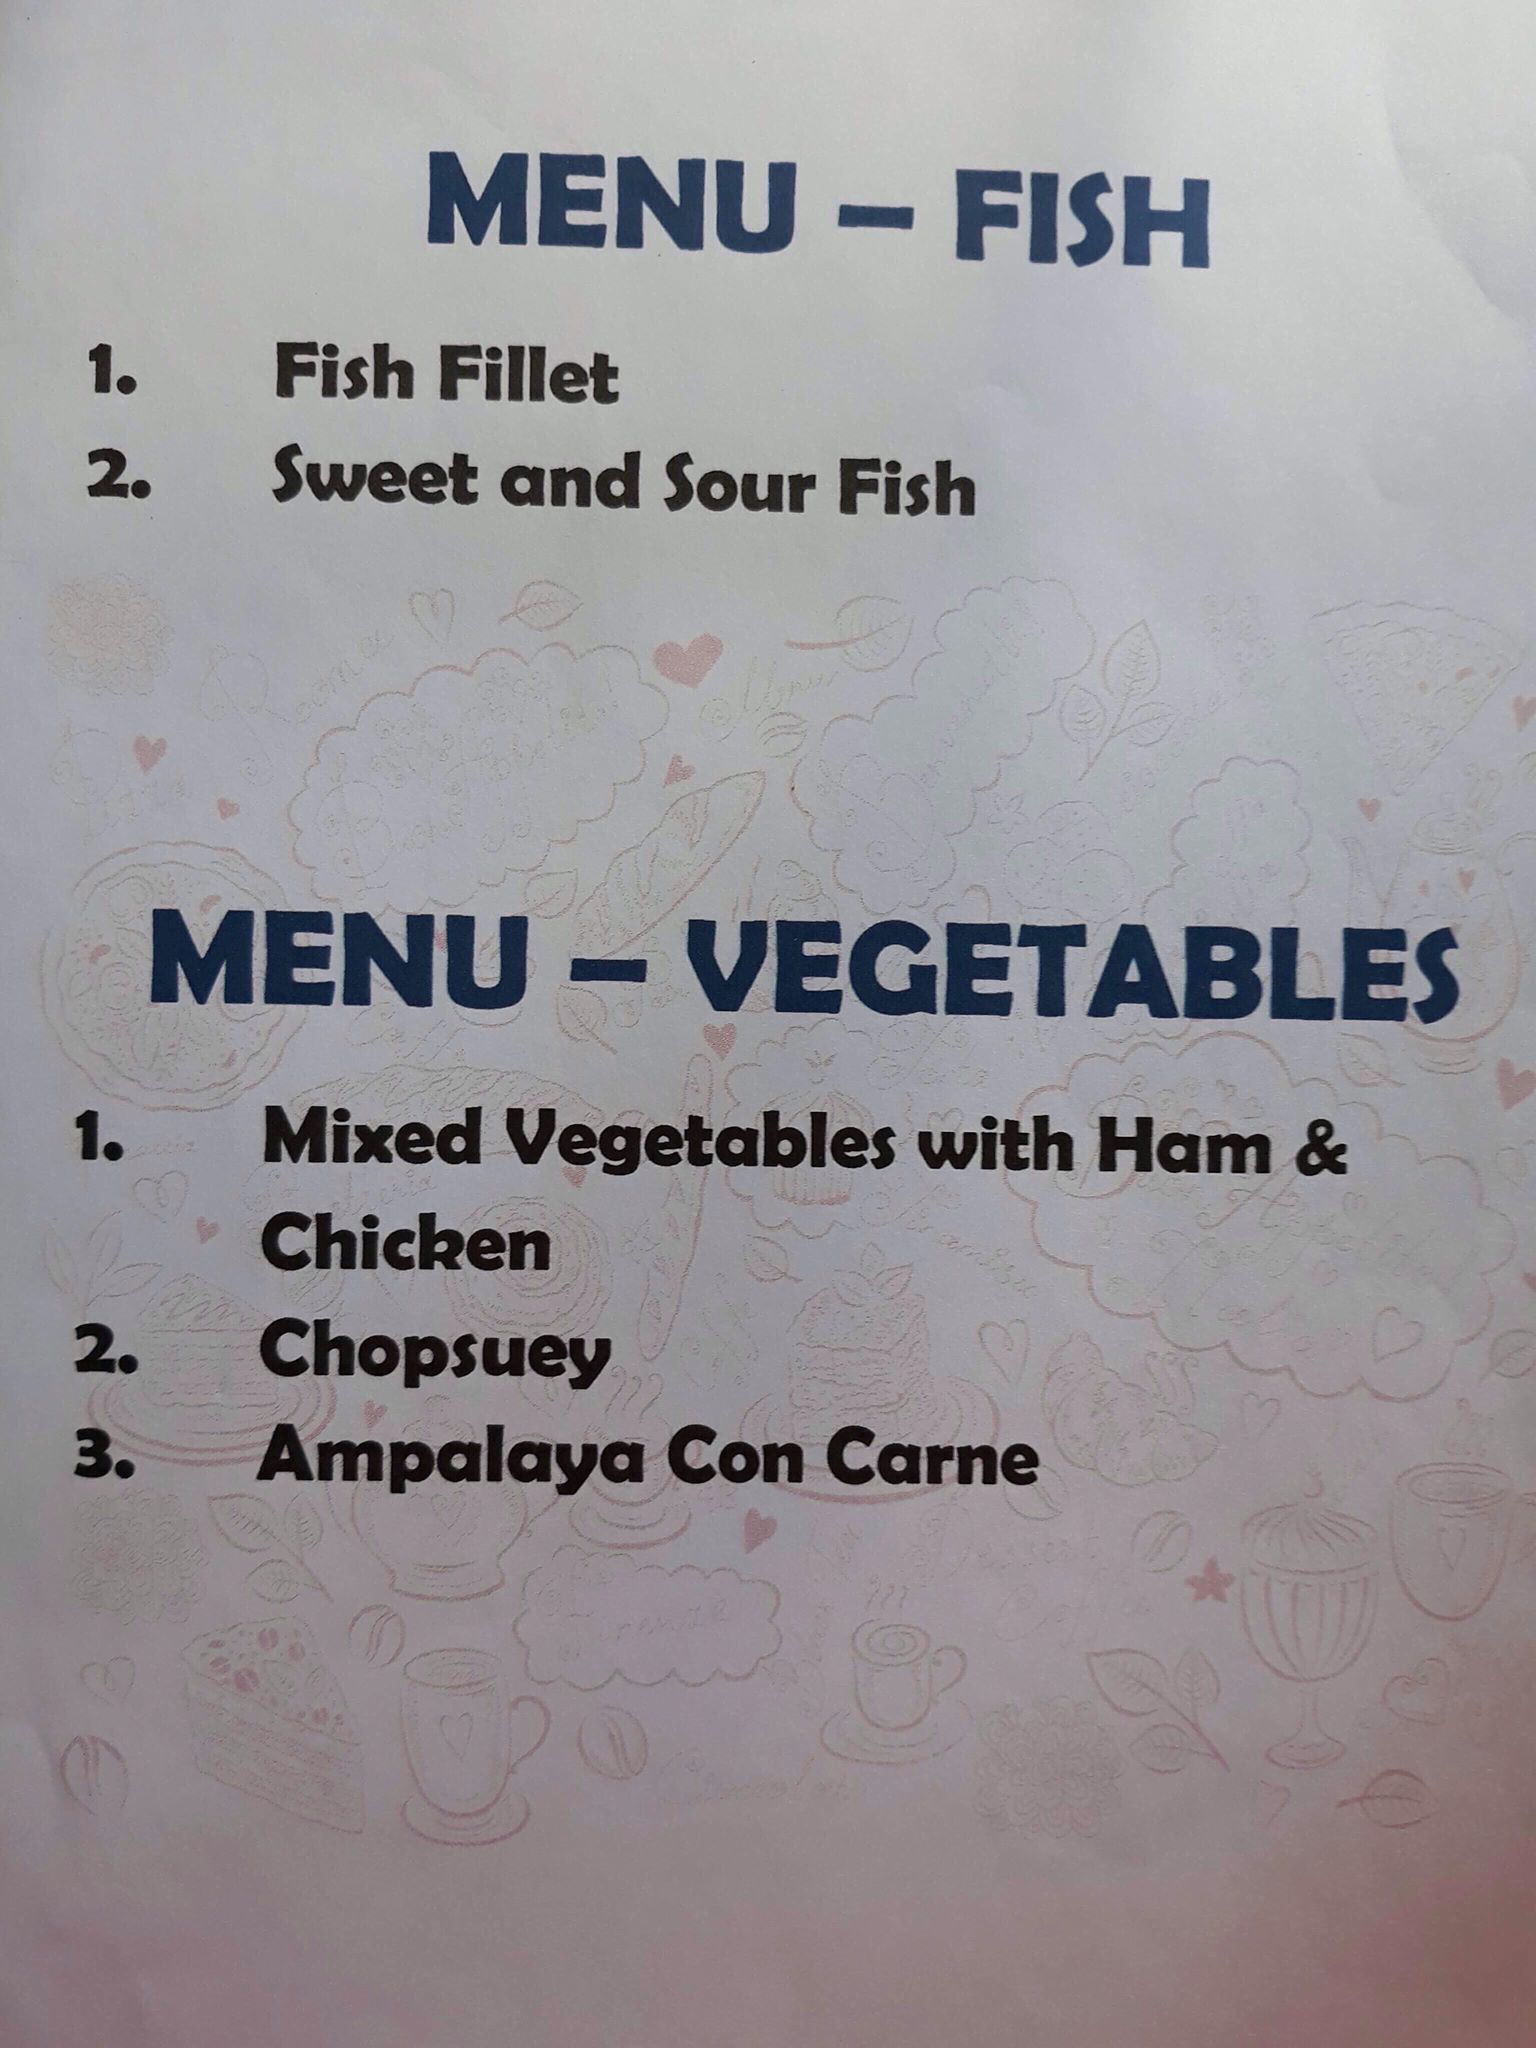 MENU – FISH
1. Fish Fillet
2. Sweet and Sour Fish
MENU – VEGETABLES
1. Mixed Vegetables with Ham &
Chicken
2. Chopsuey
3. Ampalaya Con Carne